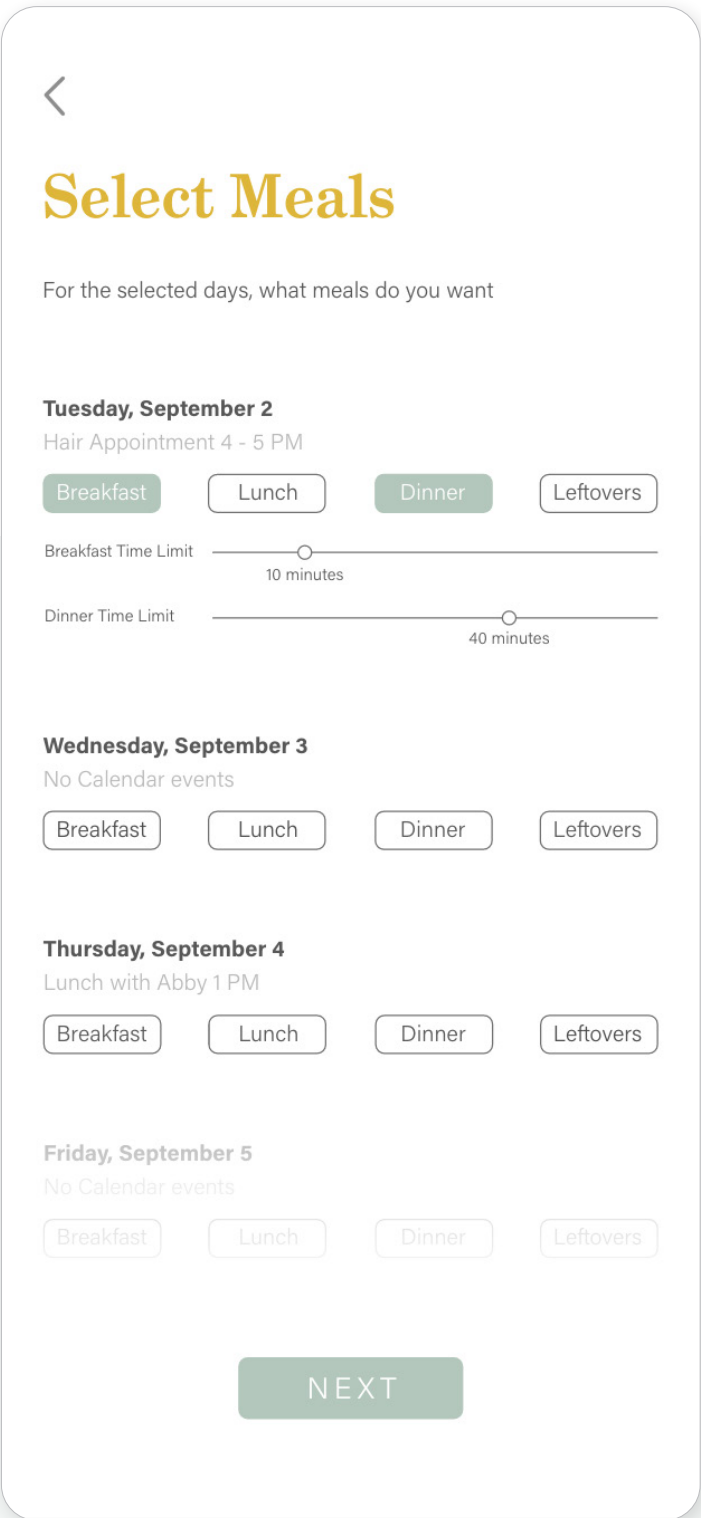 Select Meals
For the selected days, what meals do you want
Tuesday, September 2
Hair Appointment 4 - 5 PM
Breakfast Lunch Dinner Leftovers
Breakfast Time Limit
10 minutes
Dinner Time Limit
40 minutes
Wednesday, September 3
No Calendar events
Breakfast Lunch Dinner Leftovers
Thursday, September 4
Lunch with Abby 1 PM
Breakfast Lunch Dinner Leftovers
Friday, September 5
No Calendar events
Breakfast Lunch Dinner Leftovers
NEXT